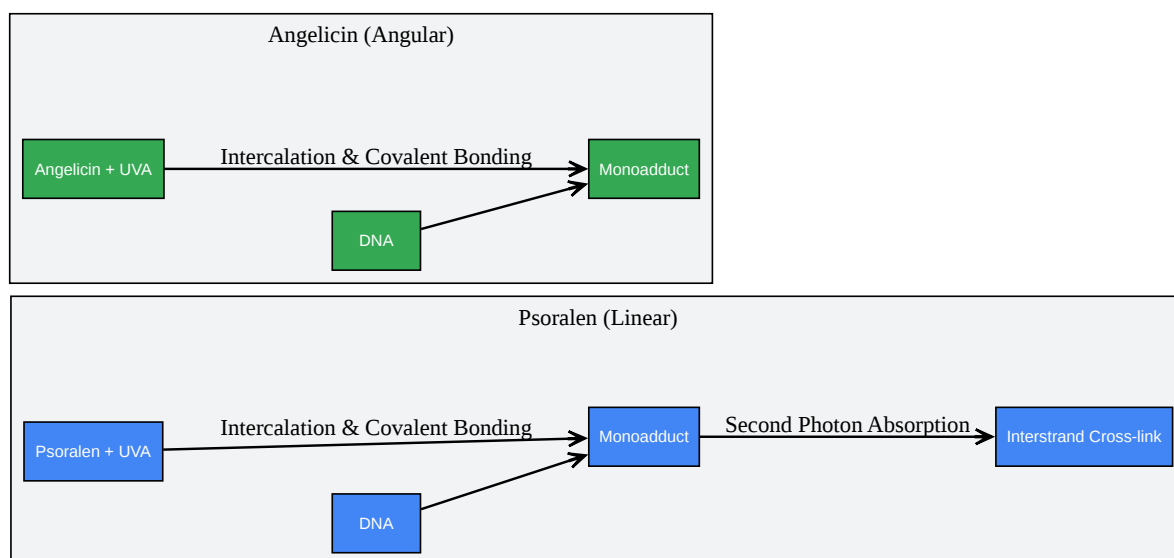 Angelicin (Angular)
Angelicin + UVA
Intercalation & Covalent Bonding
Monoadduct
DNA
Psoralen (Linear)
Psoralen + UVA
Intercalation & Covalent Bonding
Monoadduct
Second Photon Absorption
Interstrand Cross-link
DNA